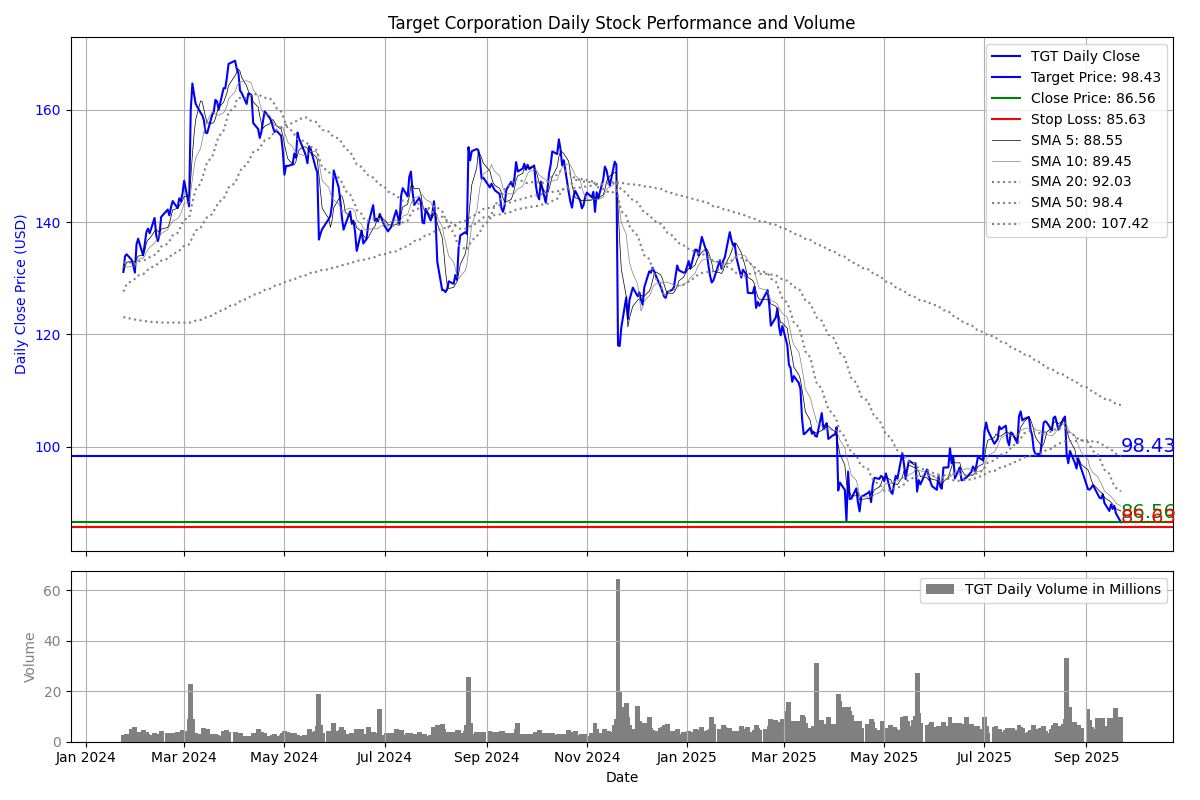 Target Corporation Daily Stock Performance and Volume
Daily Close Price (USD)
160
140
120
100
TGT Daily Close
Target Price: 98.43
Close Price: 86.56
Stop Loss: 85.63
SMA 5: 88.55
SMA 10: 89.45
SMA 20: 92.03
SMA 50: 98.4
SMA 200: 107.42
98.43
86.56
85.63
Volume
60
40
20
0
TGT Daily Volume in Millions
Jan 2024 Mar 2024 May 2024 Jul 2024 Sep 2024 Nov 2024 Jan 2025 Mar 2025 May 2025 Jul 2025 Sep 2025
Date